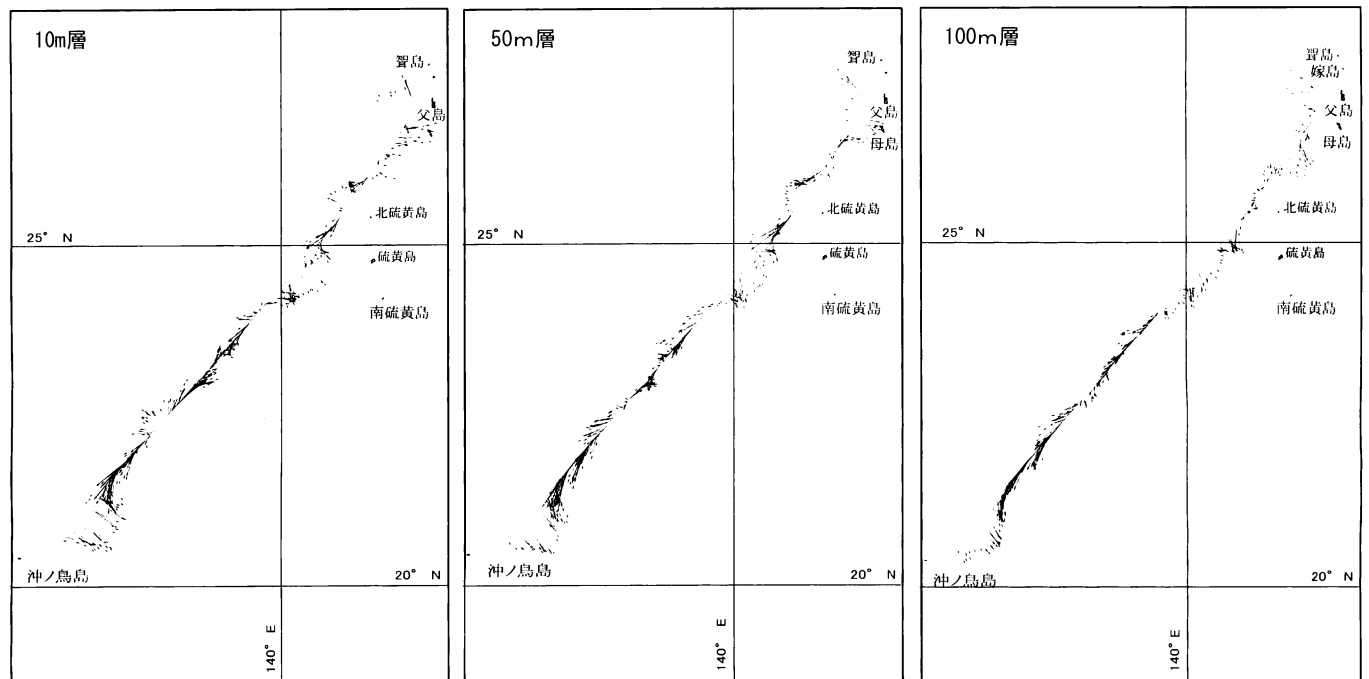 10m層
聟島
父島
北硫黄島
25° N
硫黄島
南硫黄島
沖ノ鳥島
20° N
140° E
50m層
聟島
父島
母島
北硫黄島
25° N
硫黄島
南硫黄島
沖ノ鳥島
20° N
140° E
100m層
聟島
嫁島
父島
母島
北硫黄島
25° N
硫黄島
南硫黄島
沖ノ鳥島
20° N
140° E